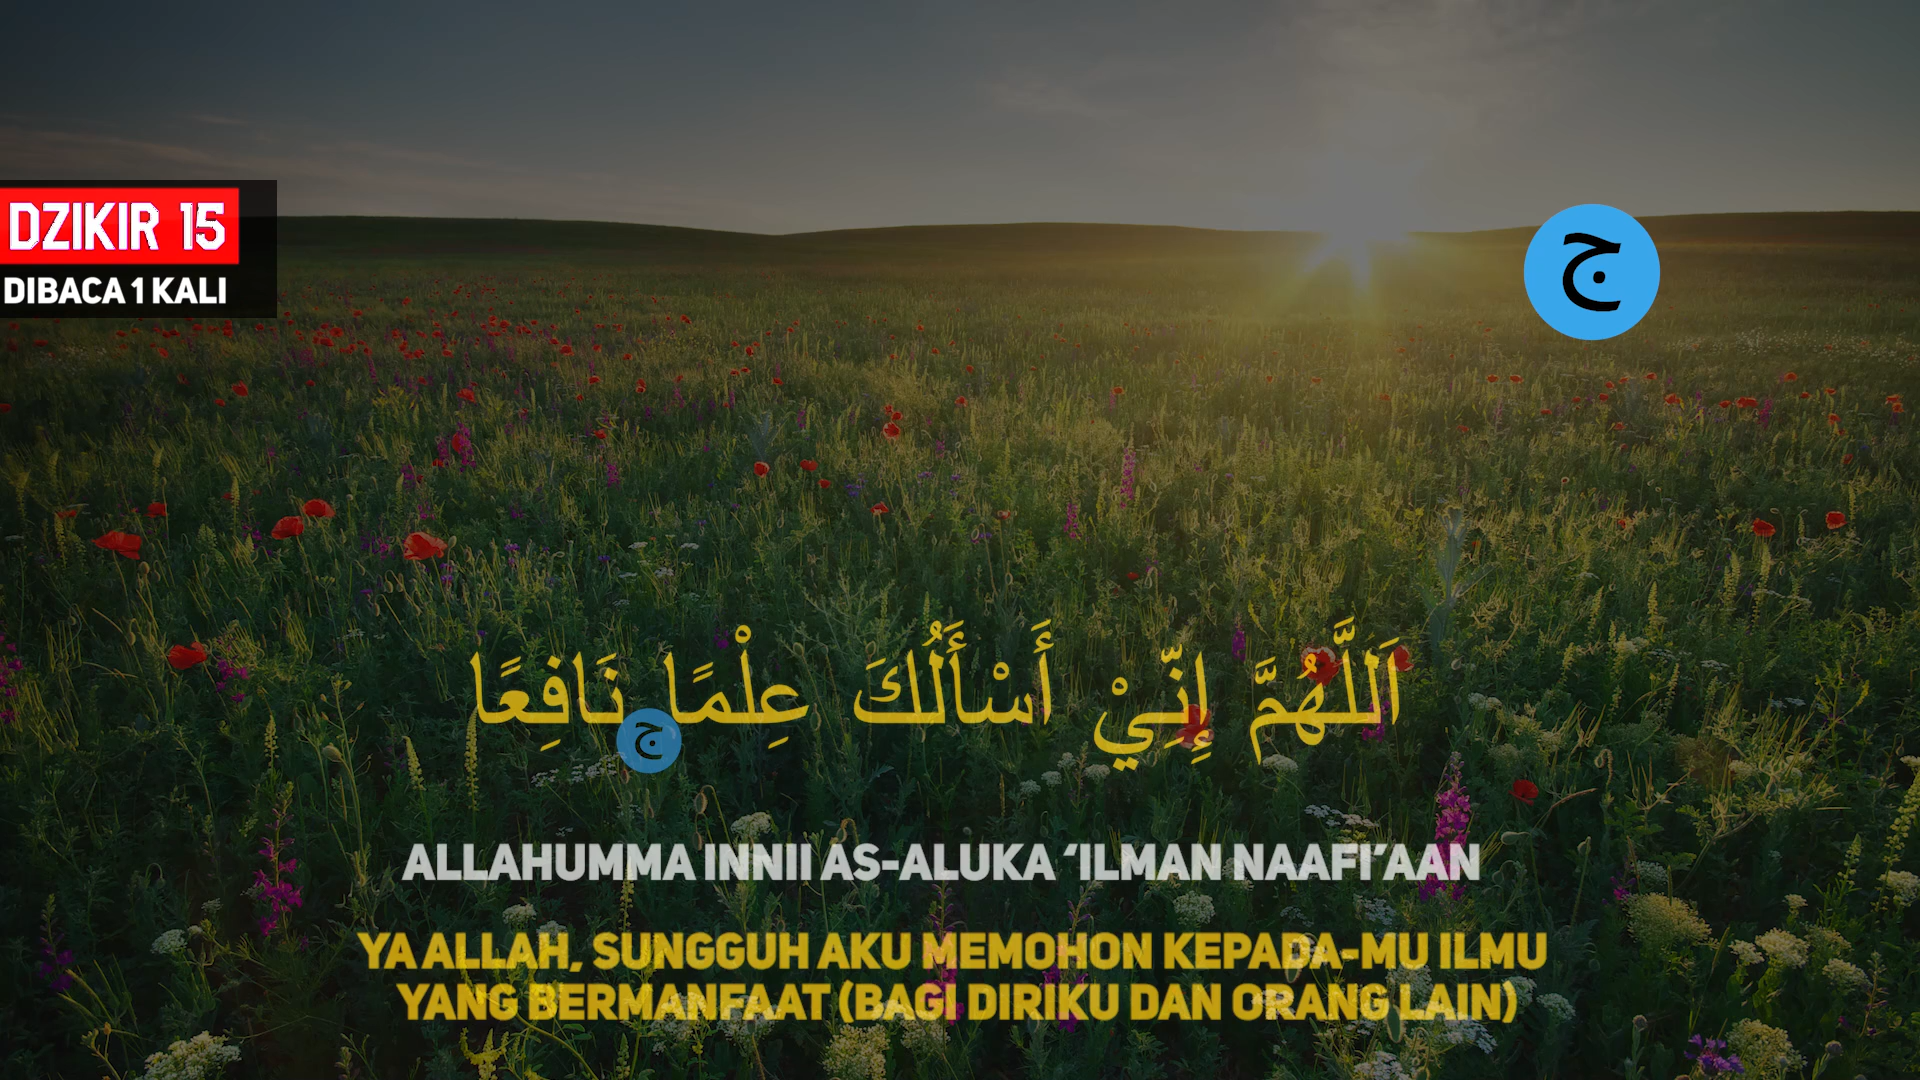 DZIKIR 15
DIBACA 1 KALI
ج
اَللَّهُمَّ إِنِّيْ أَسْأَلُكَ عِلْمًا نَافِعًا
ج
ALLAHUMMA INNII AS-ALUKA ‘ILMAN NAAFI’AAN
YA ALLAH, SUNGGUH AKU MEMOHON KEPADA-MU ILMU
YANG BERMANFAAT (BAGI DIRIKU DAN ORANG LAIN)